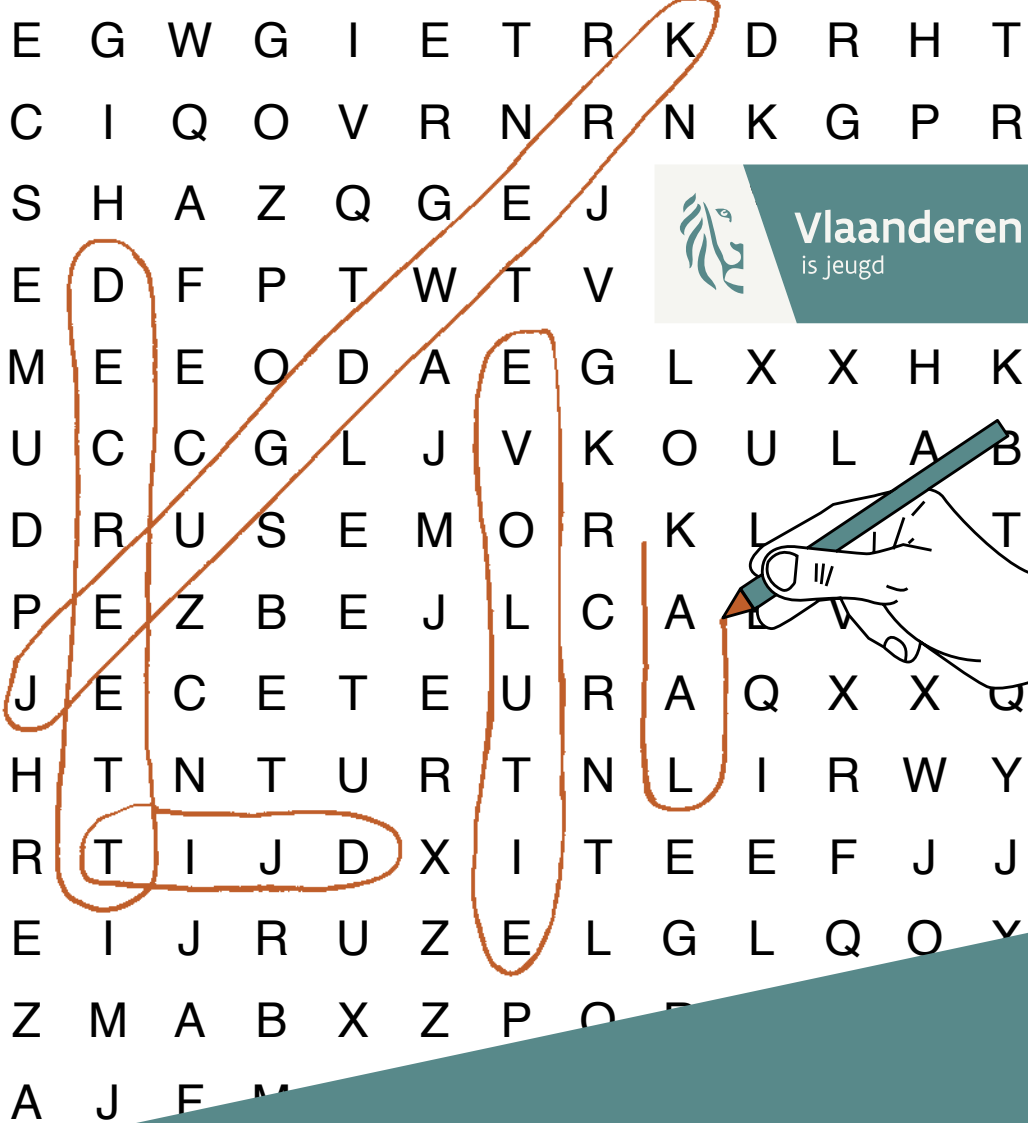 E G W G I E T R K D R H T
C I Q O V R N R N K G P R
S H A Z Q G E J
Vlaanderen
is jeugd
E D F P T W T V
M E E O D A E G L X X H K
U C C G L J V K O U L A B
D R U S E M O R K L T
P E Z B E J L C A
J E C E T E U R A Q X X Q
H T N T U R T N L I R W Y
R T I J D X I T E E F J J
E I J R U Z E L G L Q O
Z M A B X Z P
A J